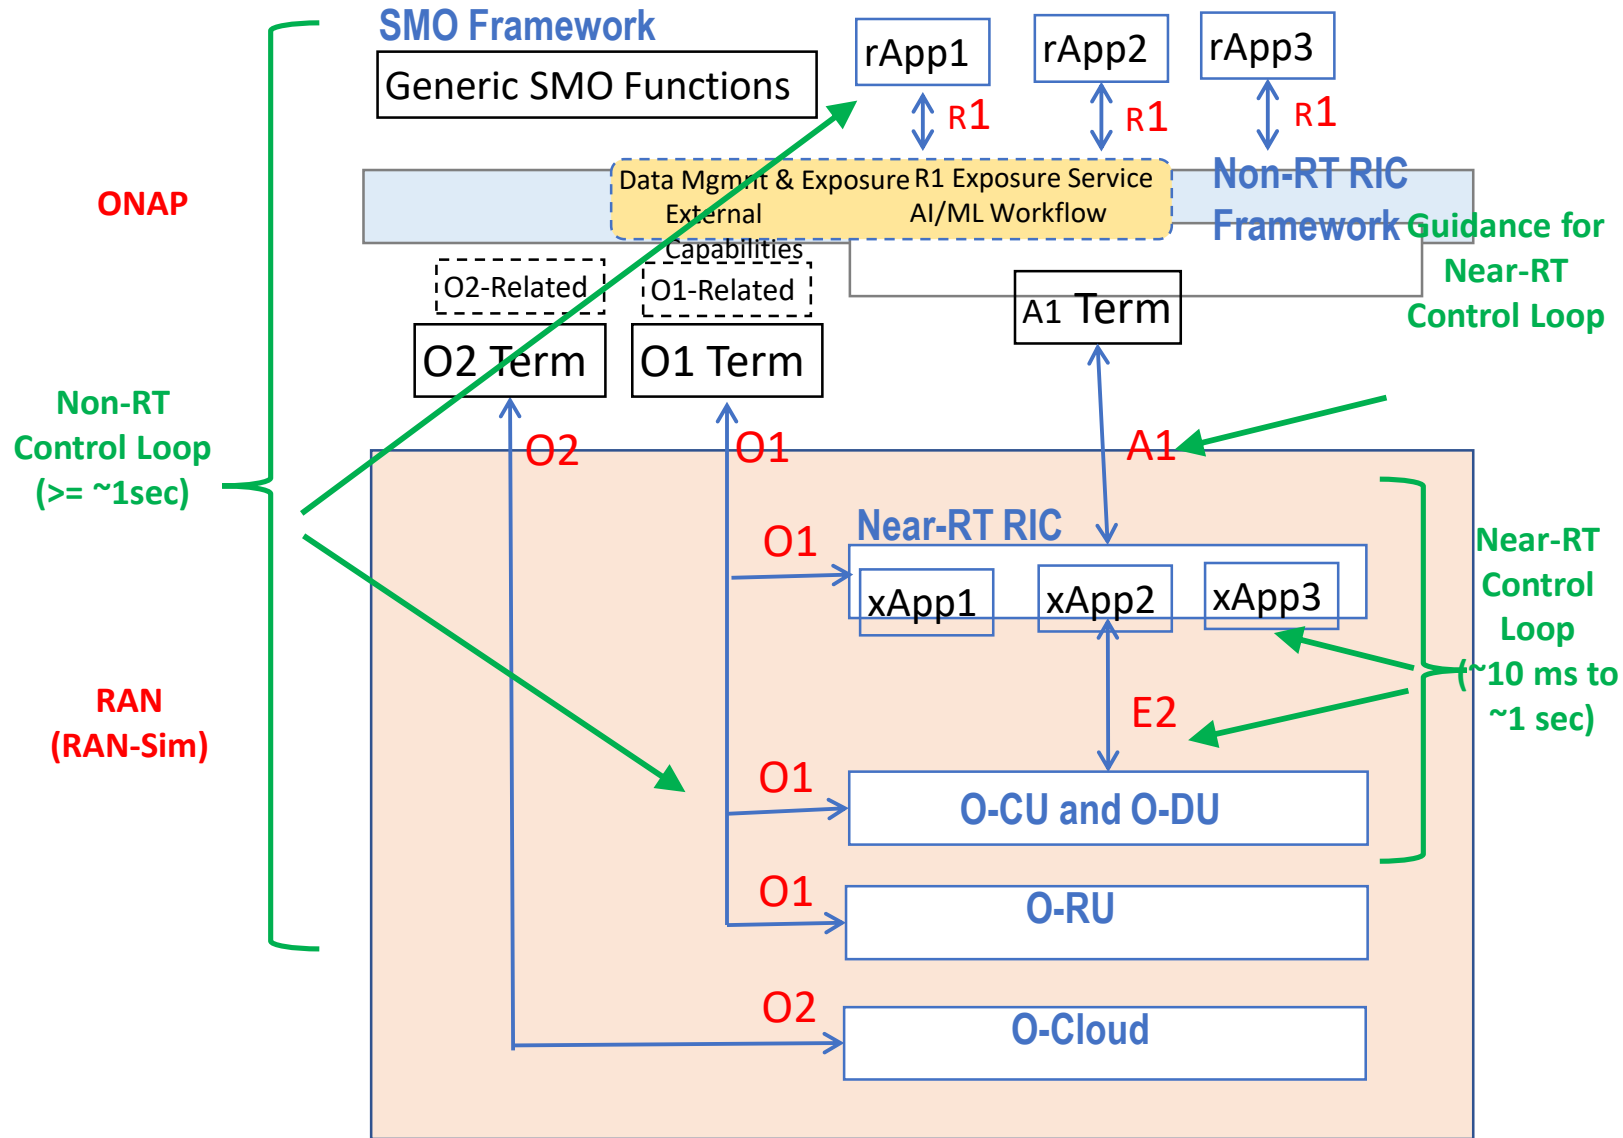 SMO Framework
Generic SMO Functions
rApp1
rApp2
rApp3
R1
R1
R1
ONAP
Data Mgmnt & Exposure
External
Capabilities
R1 Exposure Service
AI/ML Workflow
Non-RT RIC
Framework
Guidance for
Near-RT
Control Loop
O2-Related
O1-Related
A1 Term
O2 Term
O1 Term
Non-RT
Control Loop
(>= ~1sec)
O2
O1
A1
Near-RT RIC
O1
xApp1
xApp2
xApp3
Near-RT
Control
Loop
(~10 ms to
~1 sec)
RAN
(RAN-Sim)
E2
O1
O-CU and O-DU
O1
O-RU
O2
O-Cloud